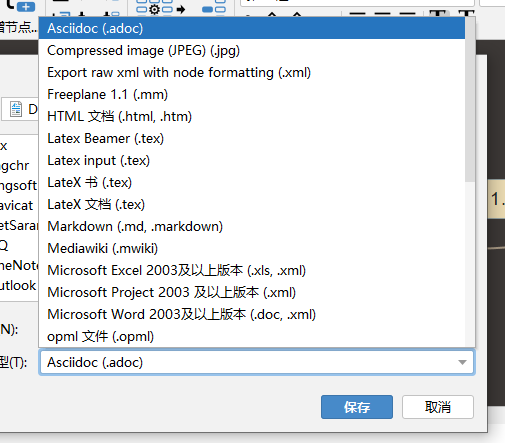 增节点...
Asciidoc (.adoc)
Compressed image (JPEG) (.jpg)
Export raw xml with node formatting (.xml)
Freeplane 1.1 (.mm)
HTML 文档 (.html, .htm)
Latex Beamer (.tex)
Latex input (.tex)
LateX 书 (.tex)
LateX 文档 (.tex)
Markdown (.md, .markdown)
Mediawiki (.mwiki)
Microsoft Excel 2003及以上版本 (.xls, .xml)
Microsoft Project 2003 及以上版本 (.xml)
Microsoft Word 2003及以上版本 (.doc, .xml)
opml 文件 (.opml)
D
x
gchr
ngsoft
avicat
etSaran
Q
neNote
utlook
1.
N):
型(T):
Asciidoc (.adoc)
保存
取消